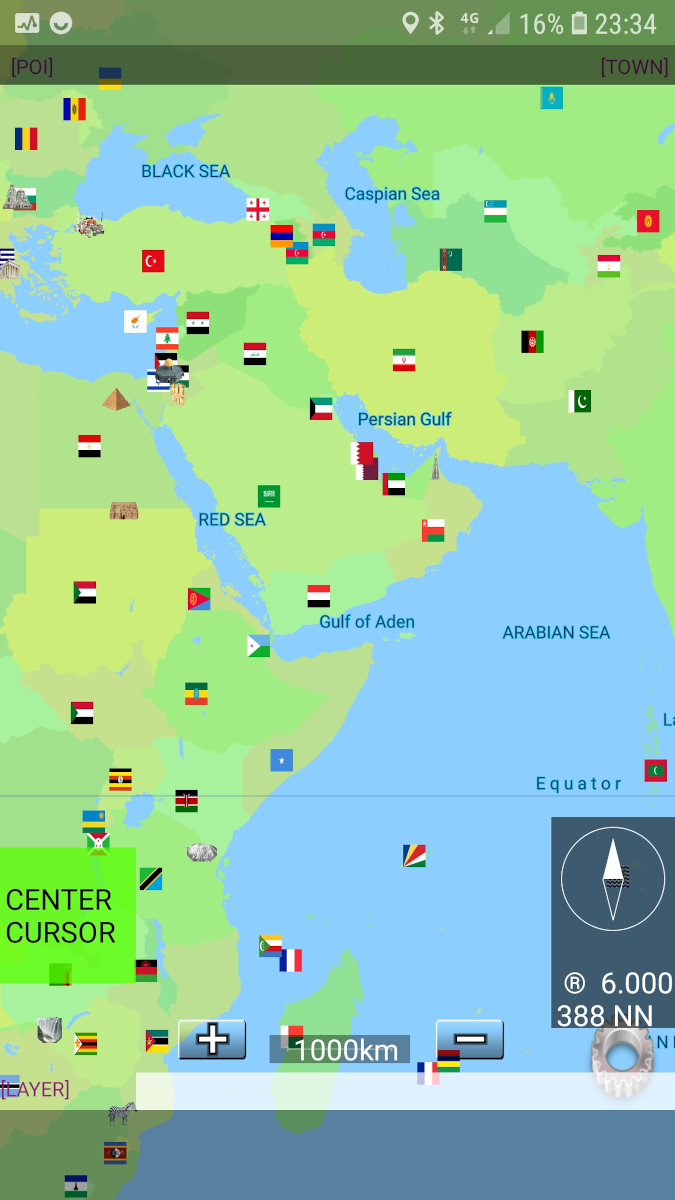 4G 16% 23:34
[POI] [TOWN]
BLACK SEA
Caspian Sea
Persian Gulf
RED SEA
Gulf of Aden
ARABIAN SEA
La
Equator
CENTER
CURSOR
® 6.000
388 NN
1000km
[LAYER]